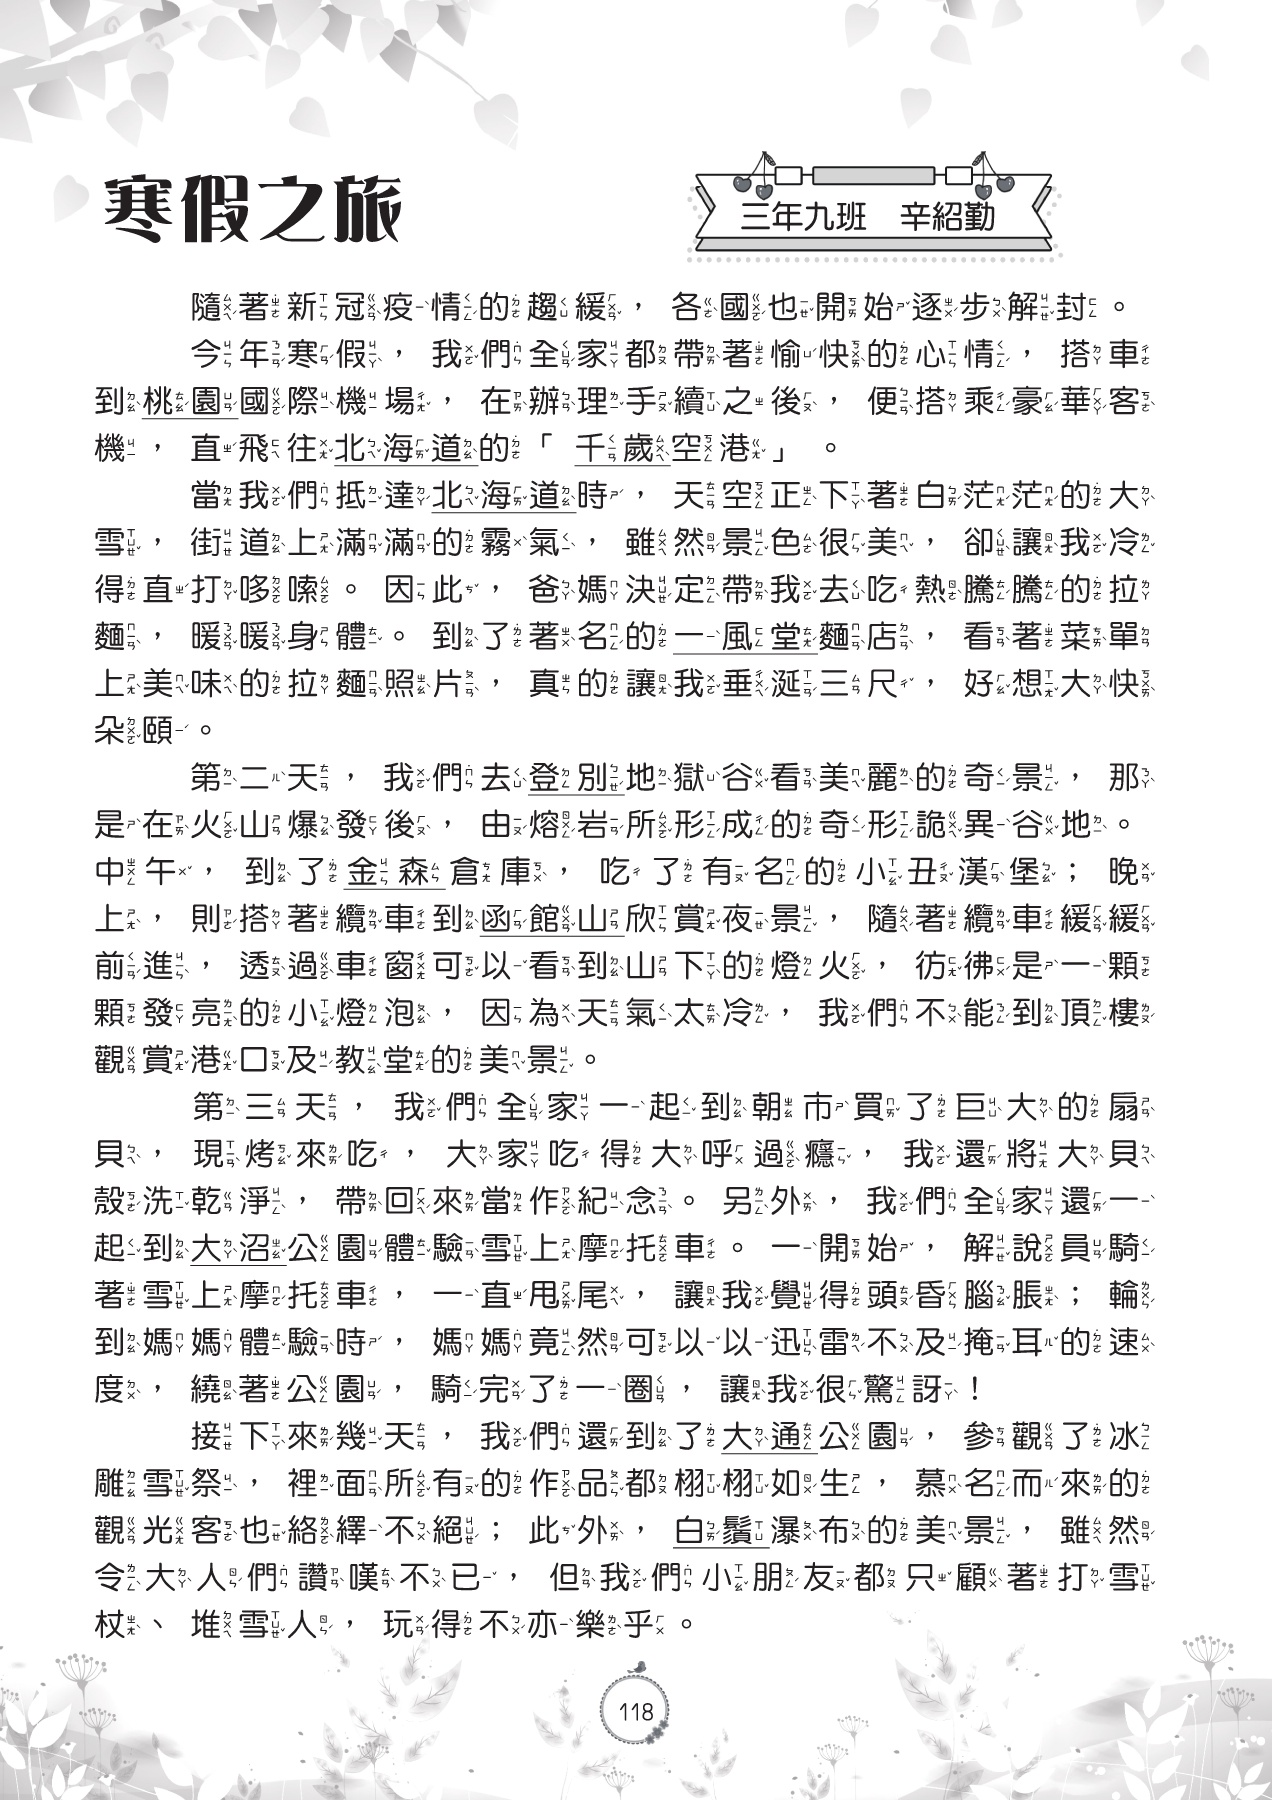 寒假之旅
三年九班　辛紹勤
隨著新冠疫情的趨緩，各國也開始逐步解封。
今年寒假，我們全家都帶著愉快的心情，搭車
到桃園國際機場，在辦理手續之後，便搭乘豪華客
機，直飛往北海道的「千歲空港」。
當我們抵達北海道時，天空正下著白茫茫的大
雪，街道上滿滿的霧氣，雖然景色很美，卻讓我冷
得直打哆嗦。因此，爸媽決定帶我去吃熱騰騰的拉
麵，暖暖身體。到了著名的一風堂麵店，看著菜單
上美味的拉麵照片，真的讓我垂涎三尺，好想大快
朵頤。
第二天，我們去登別地獄谷看美麗的奇景，那
是在火山爆發後，由熔岩所形成的奇形詭異谷地。
中午，到了金森倉庫，吃了有名的小丑漢堡；晚
上，則搭著纜車到函館山欣賞夜景，隨著纜車緩緩
前進，透過車窗可以看到山下的燈火，彷彿是一顆
顆發亮的小燈泡，因為天氣太冷，我們不能到頂樓
觀賞港口及教堂的美景。
第三天，我們全家一起到朝市買了巨大的扇
貝，現烤來吃，大家吃得大呼過癮，我還將大貝
殼洗乾淨，帶回來當作紀念。另外，我們全家還一
起到大沼公園體驗雪上摩托車。一開始，解說員騎
著雪上摩托車，一直甩尾，讓我覺得頭昏腦脹；輪
到媽媽體驗時，媽媽竟然可以以迅雷不及掩耳的速
度，繞著公園，騎完了一圈，讓我很驚訝！
接下來幾天，我們還到了大通公園，參觀了冰
雕雪祭，裡面所有的作品都栩栩如生，慕名而來的
觀光客也絡繹不絕；此外，白鬚瀑布的美景，雖然
令大人們讚嘆不已，但我們小朋友都只顧著打雪
杖、堆雪人，玩得不亦樂乎。
118